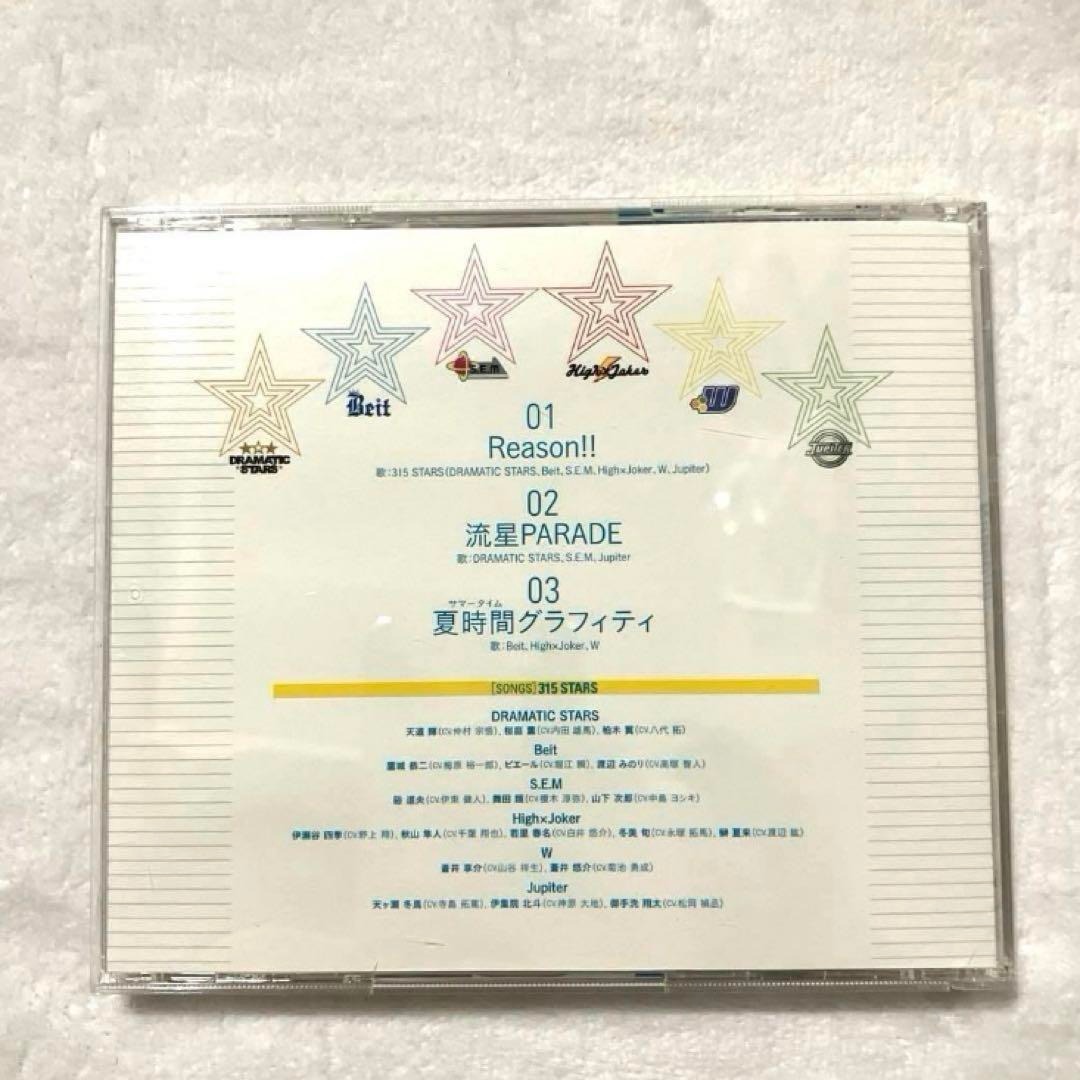 DRAMATIC
STARS
Beit
S.E.M
High×Joker
W
Jupiter
01
Reason!!
歌:315 STARS(DRAMATIC STARS、Beit、S.E.M、High×Joker、W、Jupiter)
02
流星PARADE
歌:DRAMATIC STARS、S.E.M、Jupiter
03
サマータイム
夏時間グラフィティ
歌:Beit、High×Joker、W
[SONGS]315 STARS
DRAMATIC STARS
天道 輝(CV.仲村 宗悟)、桜庭 薫(CV.内田 雄馬)、柏木 翼(CV.八代 拓)
Beit
鷹城 恭二(CV.梅原 裕一郎)、ピエール(CV.堀江 瞬)、渡辺 みのり(CV.高塚 智人)
S.E.M
硲 道夫(CV.伊東 健人)、舞田 類(CV.榎木 淳弥)、山下 次郎(CV.中島 ヨシキ)
High×Joker
伊瀬谷 四季(CV.野上 翔)、秋山 隼人(CV.千葉 翔也)、若里 春名(CV.白井 悠介)、冬美 旬(CV.永塚 拓馬)、榊 夏来(CV.渡辺 紘)
W
蒼井 享介(CV.山谷 祥生)、蒼井 悠介(CV.菊池 勇成)
Jupiter
天ヶ瀬 冬馬(CV.寺島 拓篤)、伊集院 北斗(CV.神原 大地)、御手洗 翔太(CV.松岡 禎丞)